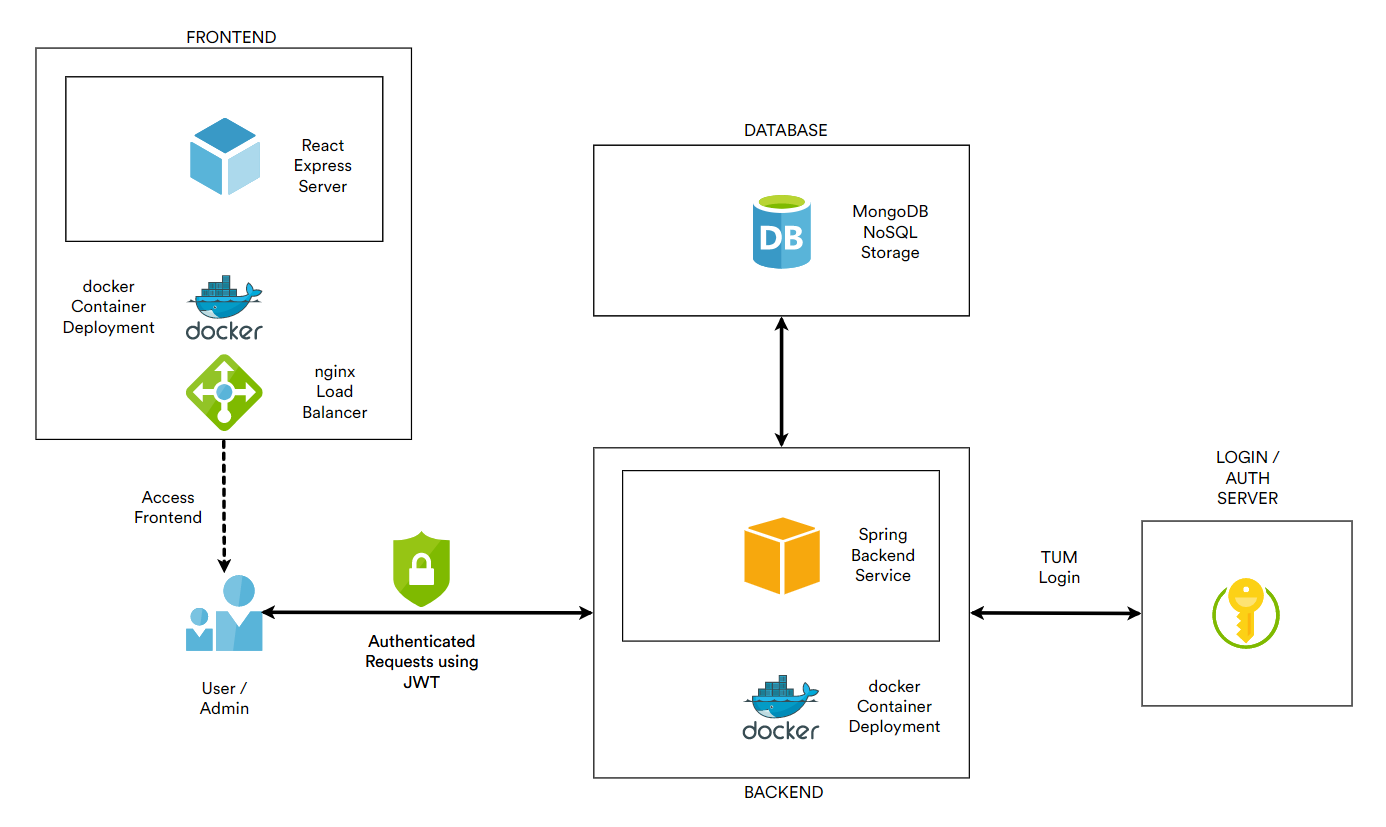 FRONTEND
React
Express
Server
docker
Container
Deployment
docker
nginx
Load
Balancer
Access
Frontend
User /
Admin
Authenticated
Requests using
JWT
DATABASE
DB
MongoDB
NoSQL
Storage
Spring
Backend
Service
docker
docker
Container
Deployment
BACKEND
TUM
Login
LOGIN /
AUTH
SERVER